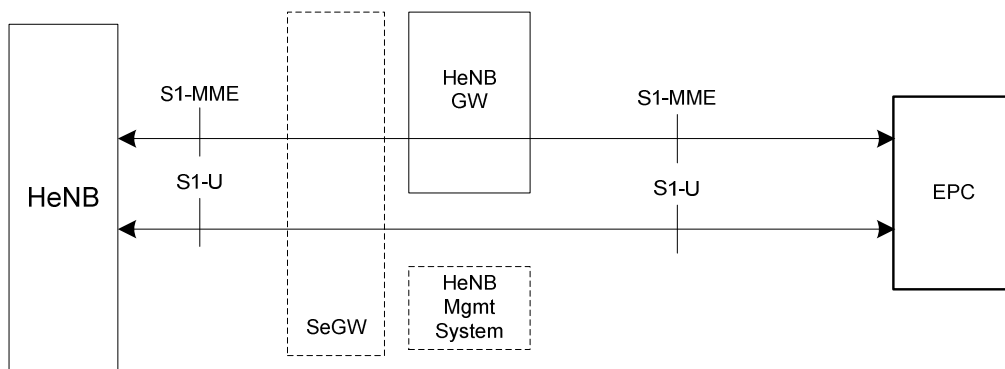 HeNB
GW
S1-MME
S1-MME
S1-U
S1-U
HeNB
EPC
HeNB
Mgmt
System
SeGW